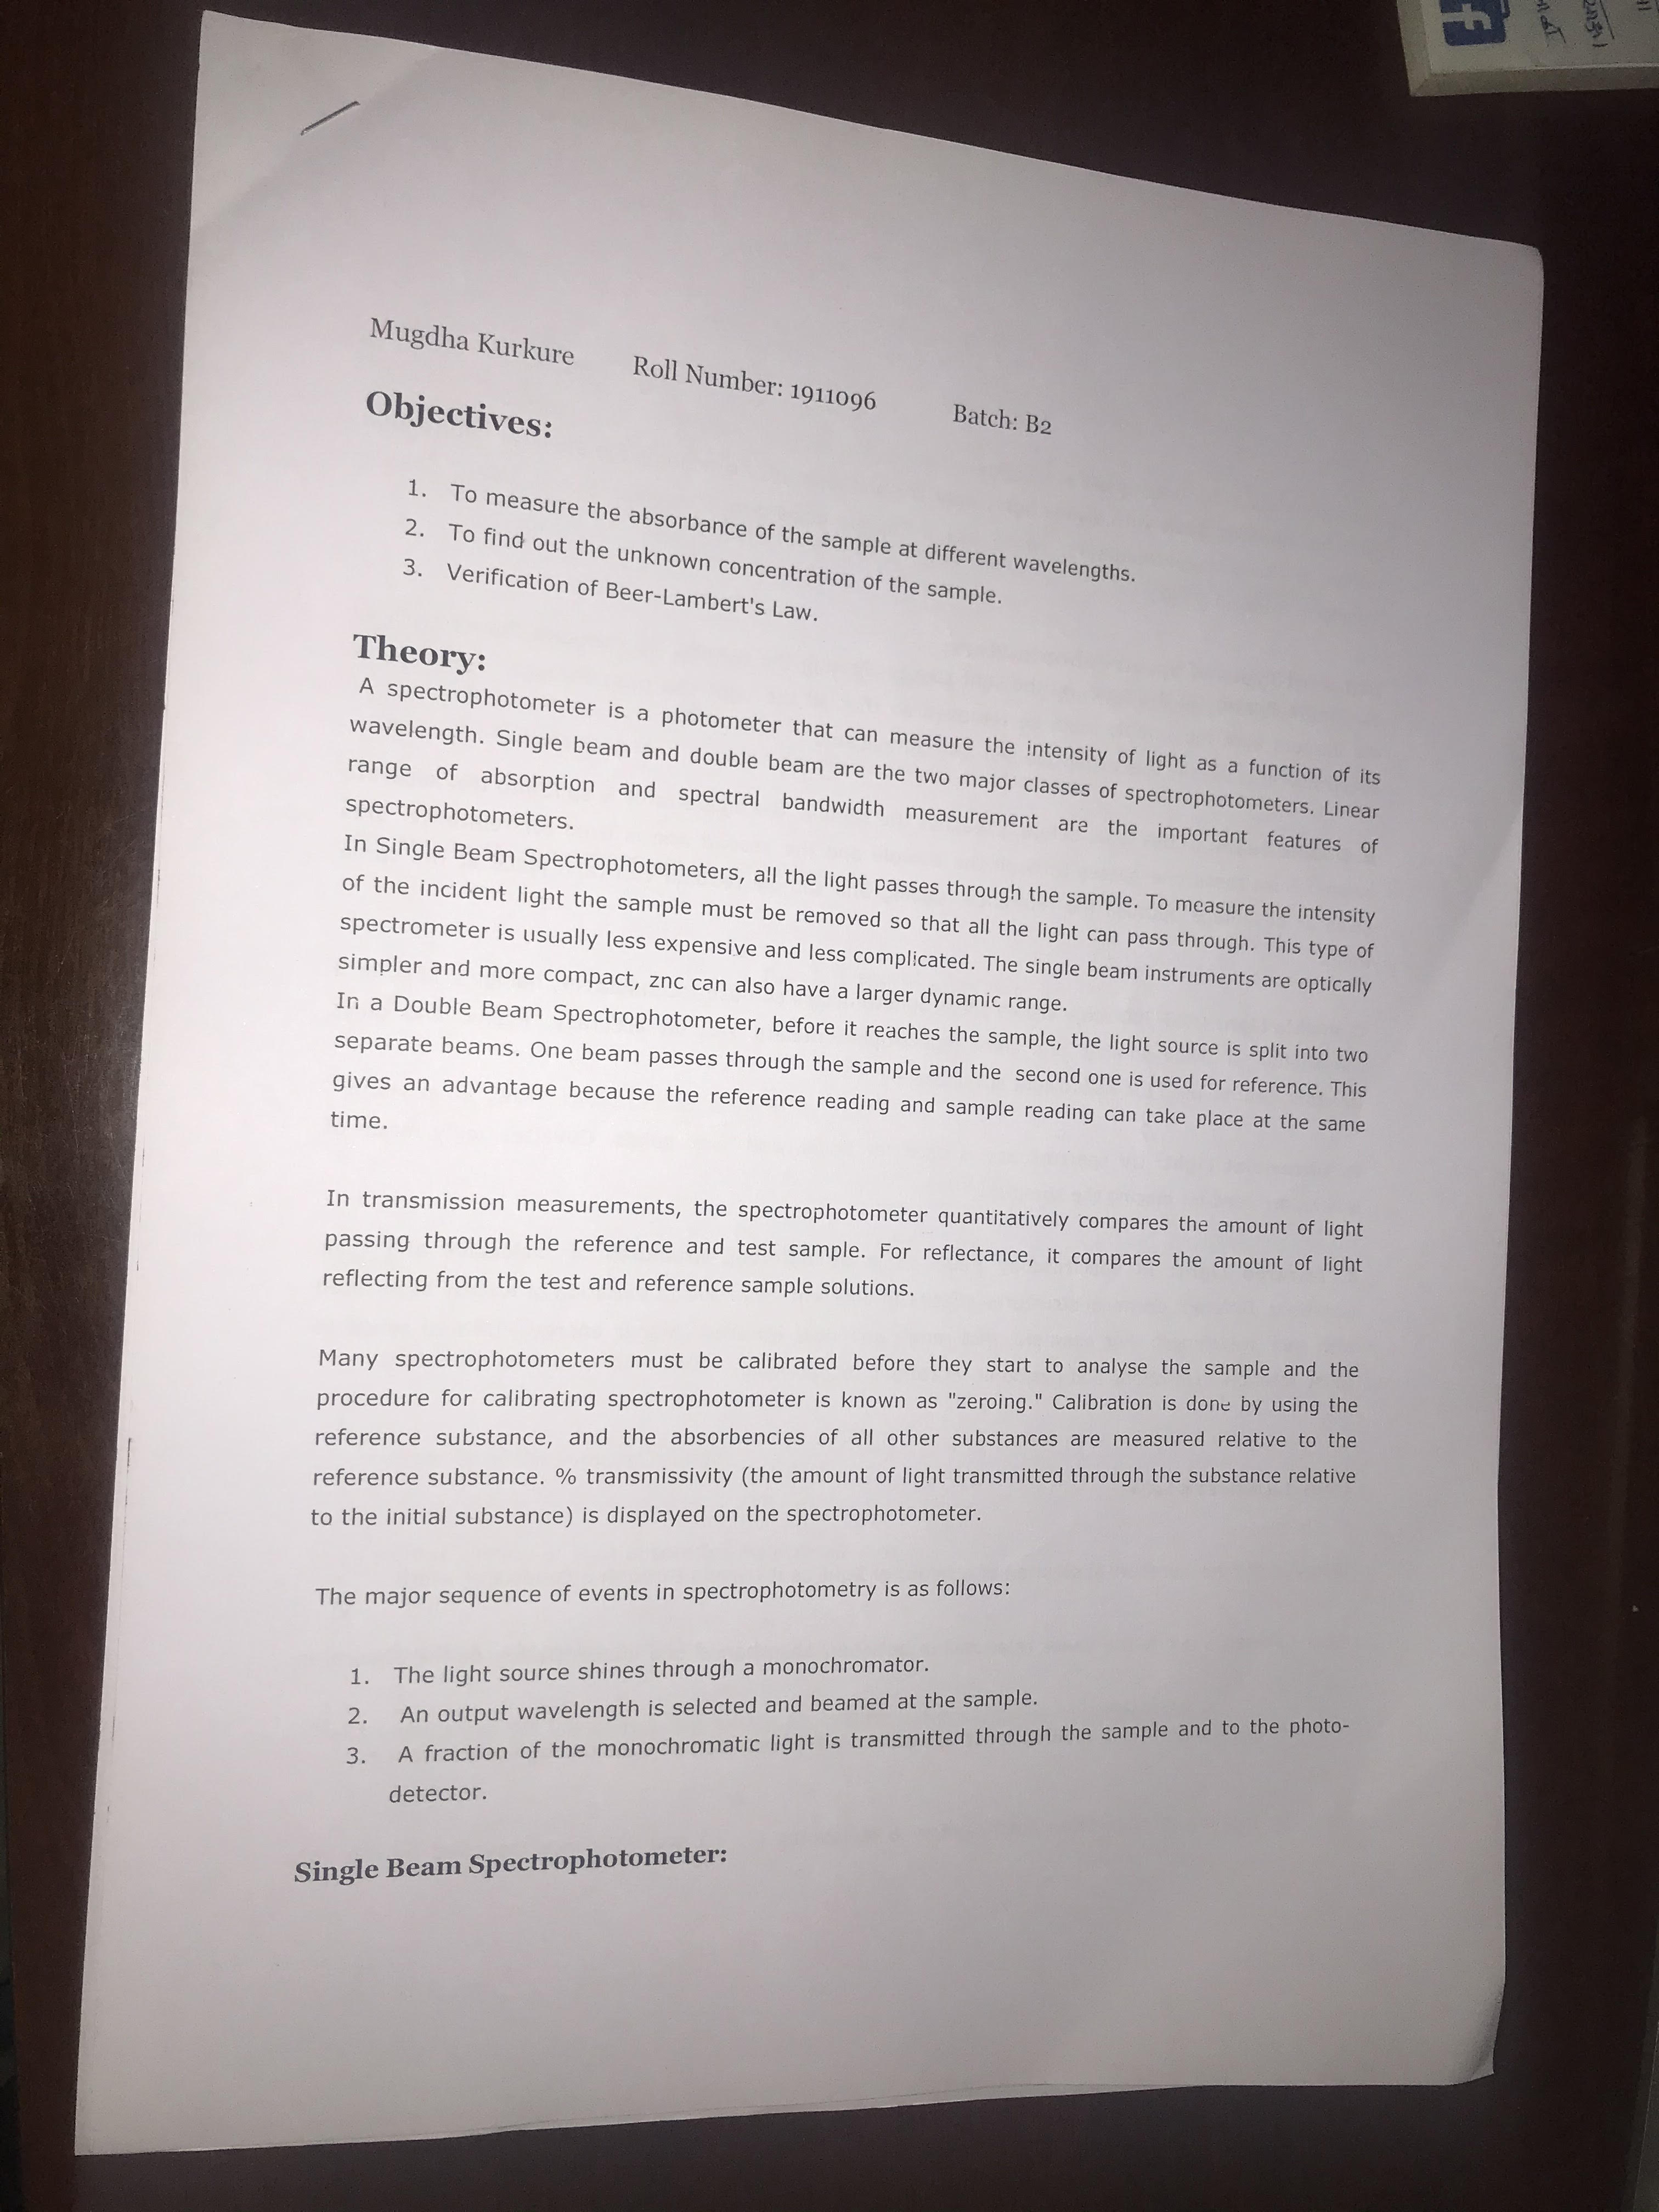 Mugdha Kurkure Roll Number: 1911096 Batch: B2
Objectives:
1. To measure the absorbance of the sample at different wavelengths.
2. To find out the unknown concentration of the sample.
3. Verification of Beer-Lambert's Law.
Theory:
A spectrophotometer is a photometer that can measure the intensity of light as a function of its
wavelength. Single beam and double beam are the two major classes of spectrophotometers. Linear
range of absorption and spectral bandwidth measurement are the important features of
spectrophotometers.
In Single Beam Spectrophotometers, all the light passes through the sample. To measure the intensity
of the incident light the sample must be removed so that all the light can pass through. This type of
spectrometer is usually less expensive and less complicated. The single beam instruments are optically
simpler and more compact, znc can also have a larger dynamic range.
In a Double Beam Spectrophotometer, before it reaches the sample, the light source is split into two
separate beams. One beam passes through the sample and the second one is used for reference. This
gives an advantage because the reference reading and sample reading can take place at the same
time.
In transmission measurements, the spectrophotometer quantitatively compares the amount of light
passing through the reference and test sample. For reflectance, it compares the amount of light
reflecting from the test and reference sample solutions.
Many spectrophotometers must be calibrated before they start to analyse the sample and the
procedure for calibrating spectrophotometer is known as "zeroing." Calibration is done by using the
reference substance, and the absorbencies of all other substances are measured relative to the
reference substance. % transmissivity (the amount of light transmitted through the substance relative
to the initial substance) is displayed on the spectrophotometer.
The major sequence of events in spectrophotometry is as follows:
1. The light source shines through a monochromator.
2. An output wavelength is selected and beamed at the sample.
3. A fraction of the monochromatic light is transmitted through the sample and to the photo-
detector.
Single Beam Spectrophotometer: